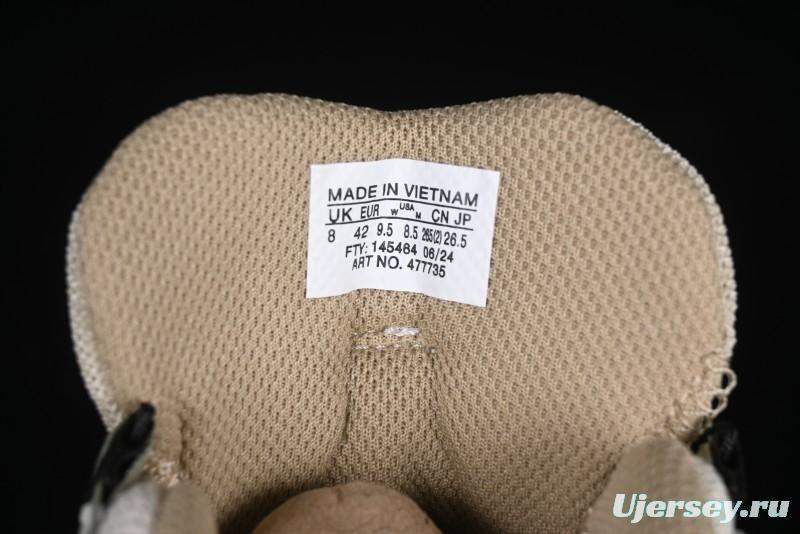 MADE IN VIETNAM
UK EUR W USA M CN JP
8 42 9.5 8.5 265(2) 26.5
FTY: 145464 06/24
ART NO. 477735
Ujersey.ru